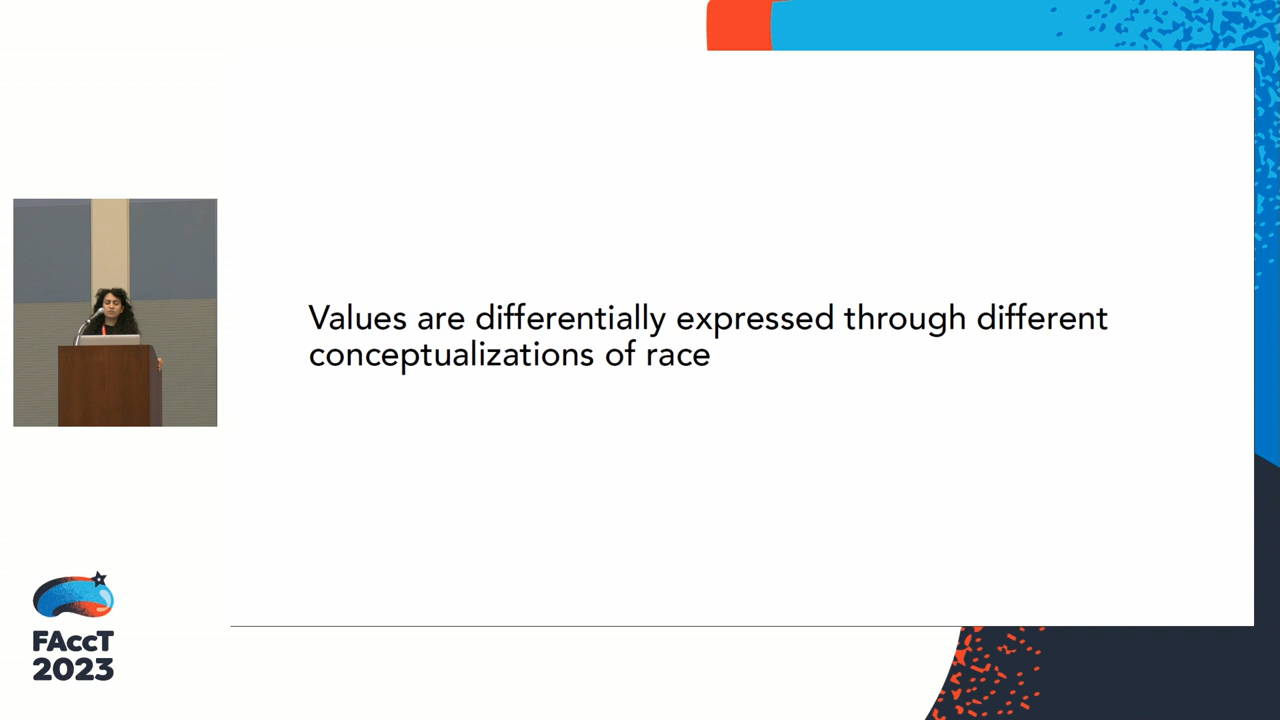 Values are differentially expressed through different
conceptualizations of race
FAccT
2023